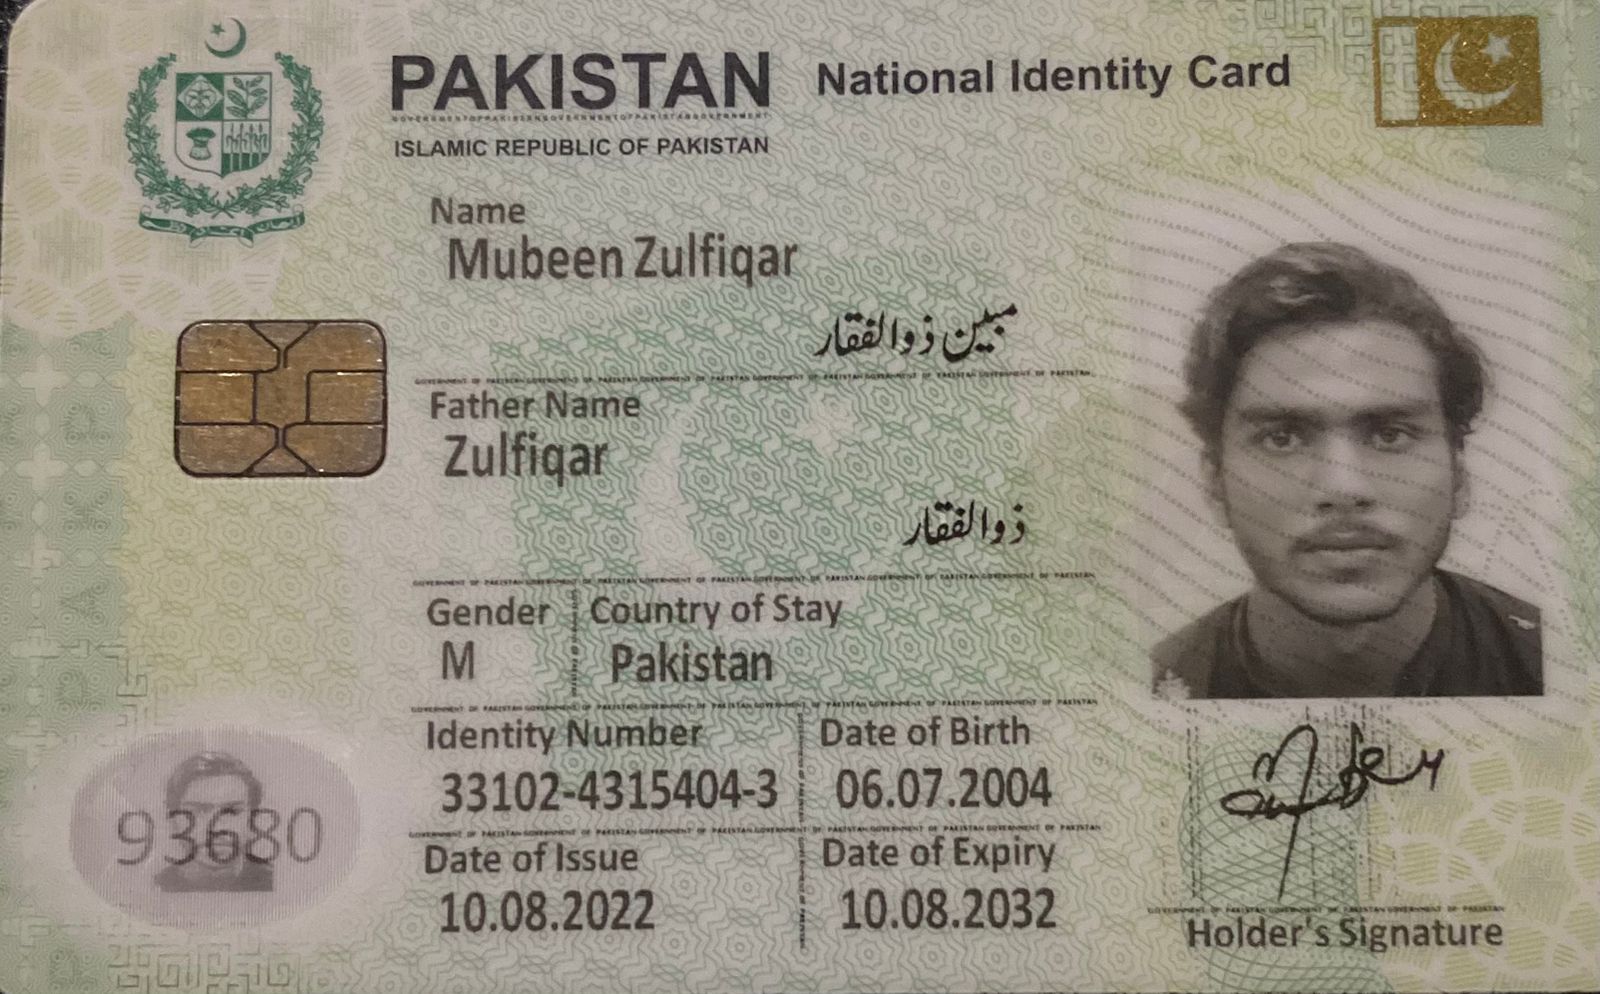 PAKISTAN National Identity Card
ISLAMIC REPUBLIC OF PAKISTAN
Name
Mubeen Zulfiqar
مبین ذوالفقار
Father Name
Zulfiqar
ذوالفقار
Gender Country of Stay
M Pakistan
Identity Number Date of Birth
33102-4315404-3 06.07.2004
Date of Issue Date of Expiry
10.08.2022 10.08.2032
93680
Holder's Signature